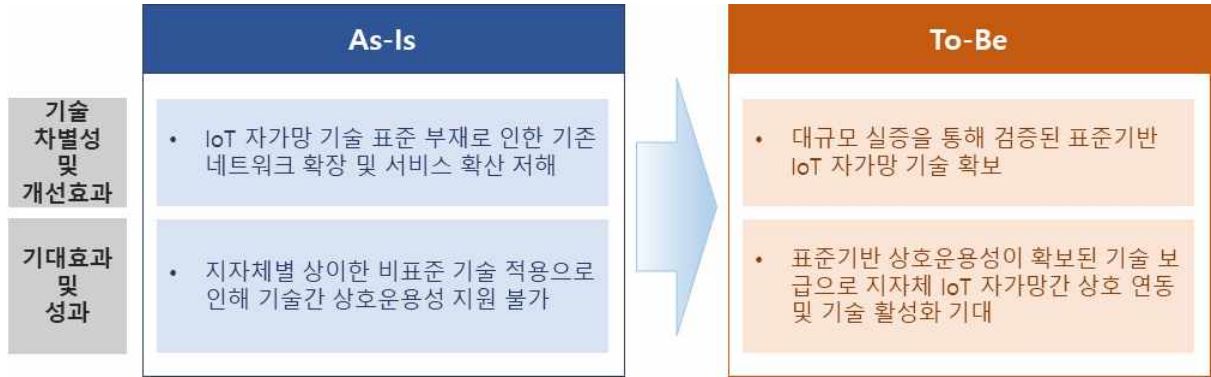 As-Is
To-Be
기술
차별성
및
개선효과
• IoT 자가망 기술 표준 부재로 인한 기존
네트워크 확장 및 서비스 확산 저해
• 대규모 실증을 통해 검증된 표준기반
IoT 자가망 기술 확보
기대효과
및
성과
• 지자체별 상이한 비표준 기술 적용으로
인해 기술간 상호운용성 지원 불가
• 표준기반 상호운용성이 확보된 기술 보
급으로 지자체 IoT 자가망간 상호 연동
및 기술 활성화 기대